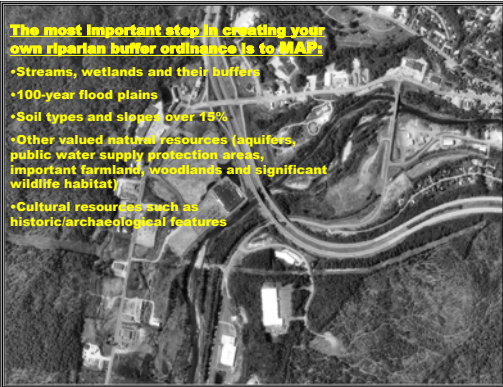 The most important step in creating your
own riparian buffer ordinance is to MAP:
•Streams, wetlands and their buffers
•100-year flood plains
•Soil types and slopes over 15%
•Other valued natural resources (aquifers,
public water supply protection areas,
important farmland, woodlands and significant
wildlife habitat)
•Cultural resources such as
historic/archaeological features